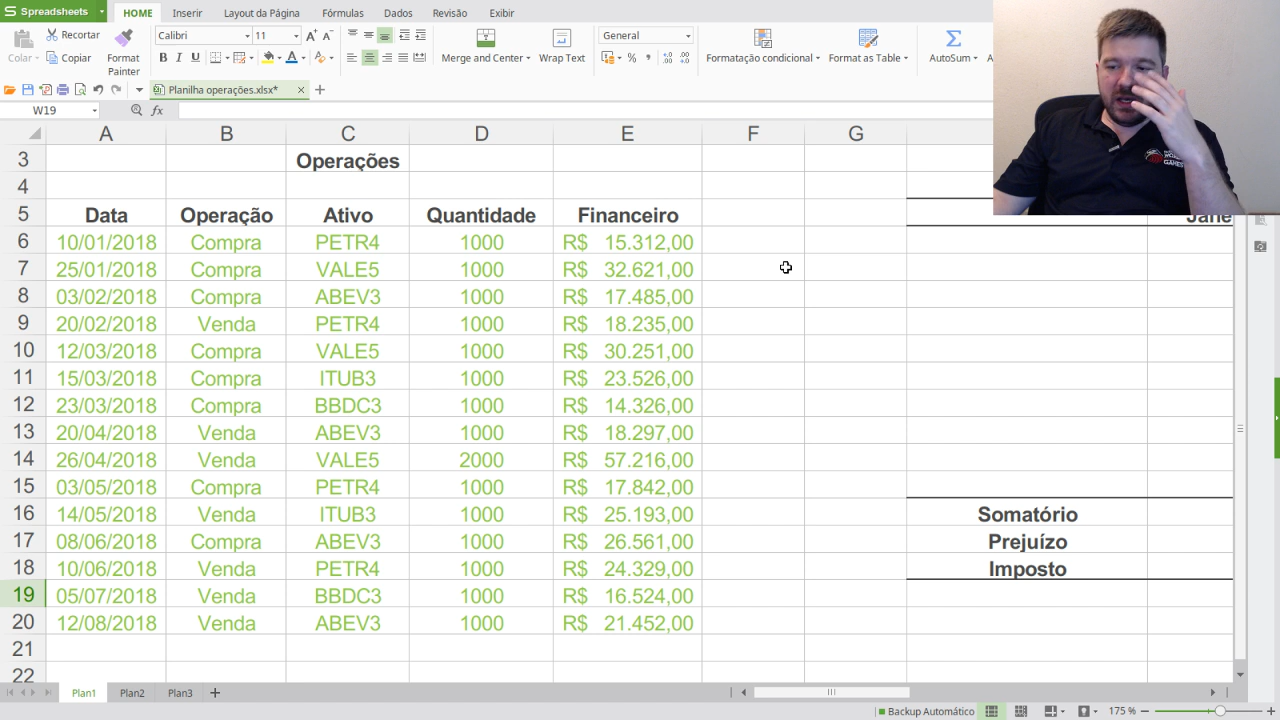 Spreadsheets HOME Inserir Layout da Página Fórmulas Dados Revisão Exibir
Colar Recortar Copiar Format Painter Calibri 11 Merge and Center Wrap Text General Formatação condicional Format as Table AutoSum
B I U A % 
Planilha operações.xlsx* × +
W19 fx
A B C D E F G
3 Operações
4
5 Data Operação Ativo Quantidade Financeiro Jane
6 10/01/2018 Compra PETR4 1000 R$ 15.312,00
7 25/01/2018 Compra VALE5 1000 R$ 32.621,00
8 03/02/2018 Compra ABEV3 1000 R$ 17.485,00
9 20/02/2018 Venda PETR4 1000 R$ 18.235,00
10 12/03/2018 Compra VALE5 1000 R$ 30.251,00
11 15/03/2018 Compra ITUB3 1000 R$ 23.526,00
12 23/03/2018 Compra BBDC3 1000 R$ 14.326,00
13 20/04/2018 Venda ABEV3 1000 R$ 18.297,00
14 26/04/2018 Venda VALE5 2000 R$ 57.216,00
15 03/05/2018 Compra PETR4 1000 R$ 17.842,00
16 14/05/2018 Venda ITUB3 1000 R$ 25.193,00 Somatório
17 08/06/2018 Compra ABEV3 1000 R$ 26.561,00 Prejuízo
18 10/06/2018 Venda PETR4 1000 R$ 24.329,00 Imposto
19 05/07/2018 Venda BBDC3 1000 R$ 16.524,00
20 12/08/2018 Venda ABEV3 1000 R$ 21.452,00
21
22
Plan1 Plan2 Plan3 +
Backup Automático 175 %